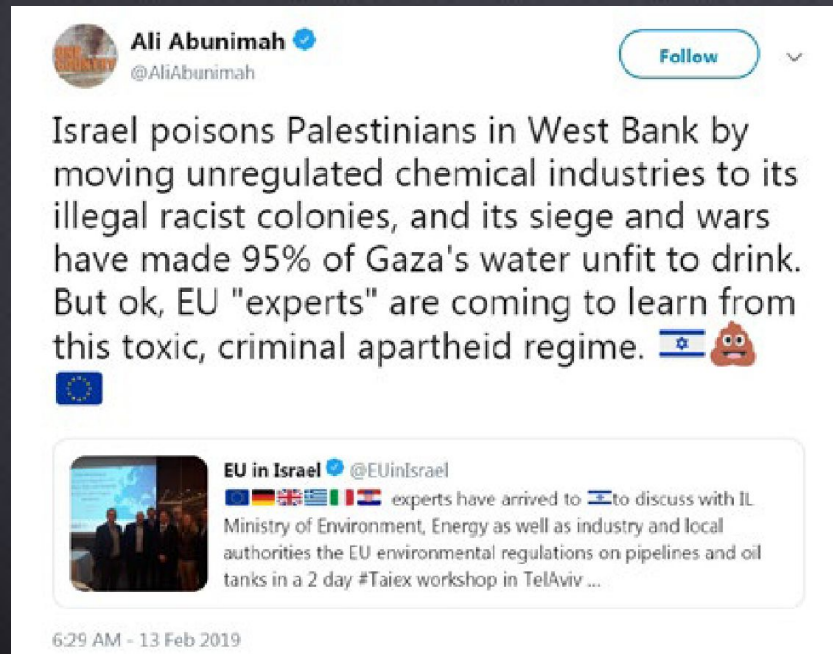 Ali Abunimah
@AliAbunimah
Follow
Israel poisons Palestinians in West Bank by
moving unregulated chemical industries to its
illegal racist colonies, and its siege and wars
have made 95% of Gaza's water unfit to drink.
But ok, EU "experts" are coming to learn from
this toxic, criminal apartheid regime. 🇮🇱💩
🇪🇺
EU in Israel @EUinIsrael
🇪🇺🇩🇪🇬🇧🇬🇷🇮🇹🇭🇷 experts have arrived to 🇮🇱to discuss with IL
Ministry of Environment, Energy as well as industry and local
authorities the EU environmental regulations on pipelines and oil
tanks in a 2 day #Taiex workshop in TelAviv ...
6:29 AM - 13 Feb 2019